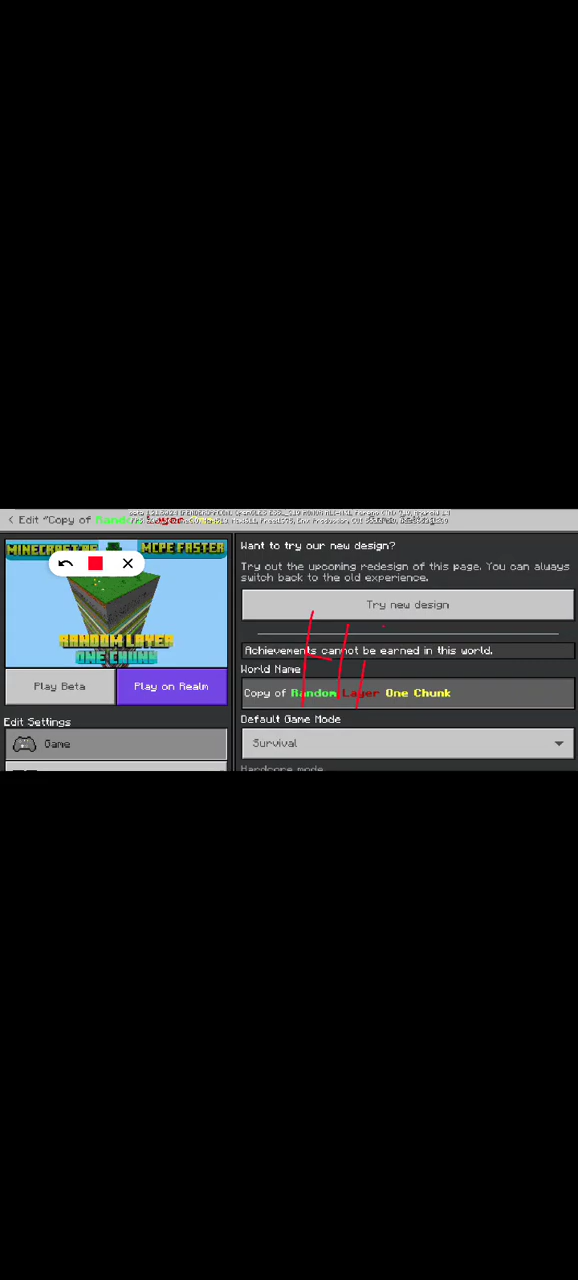 Edit "Copy of Random Layer
MINECRAFT PE
MCPE FASTER
RANDOM LAYER
ONE CHUNK
Play Beta
Play on Realm
Edit Settings
Game
Want to try our new design?
Try out the upcoming redesign of this page. You can always
switch back to the old experience.
Try new design
Achievements cannot be earned in this world.
World Name
Copy of Random Layer One Chunk
Default Game Mode
Survival
Hardcore mode